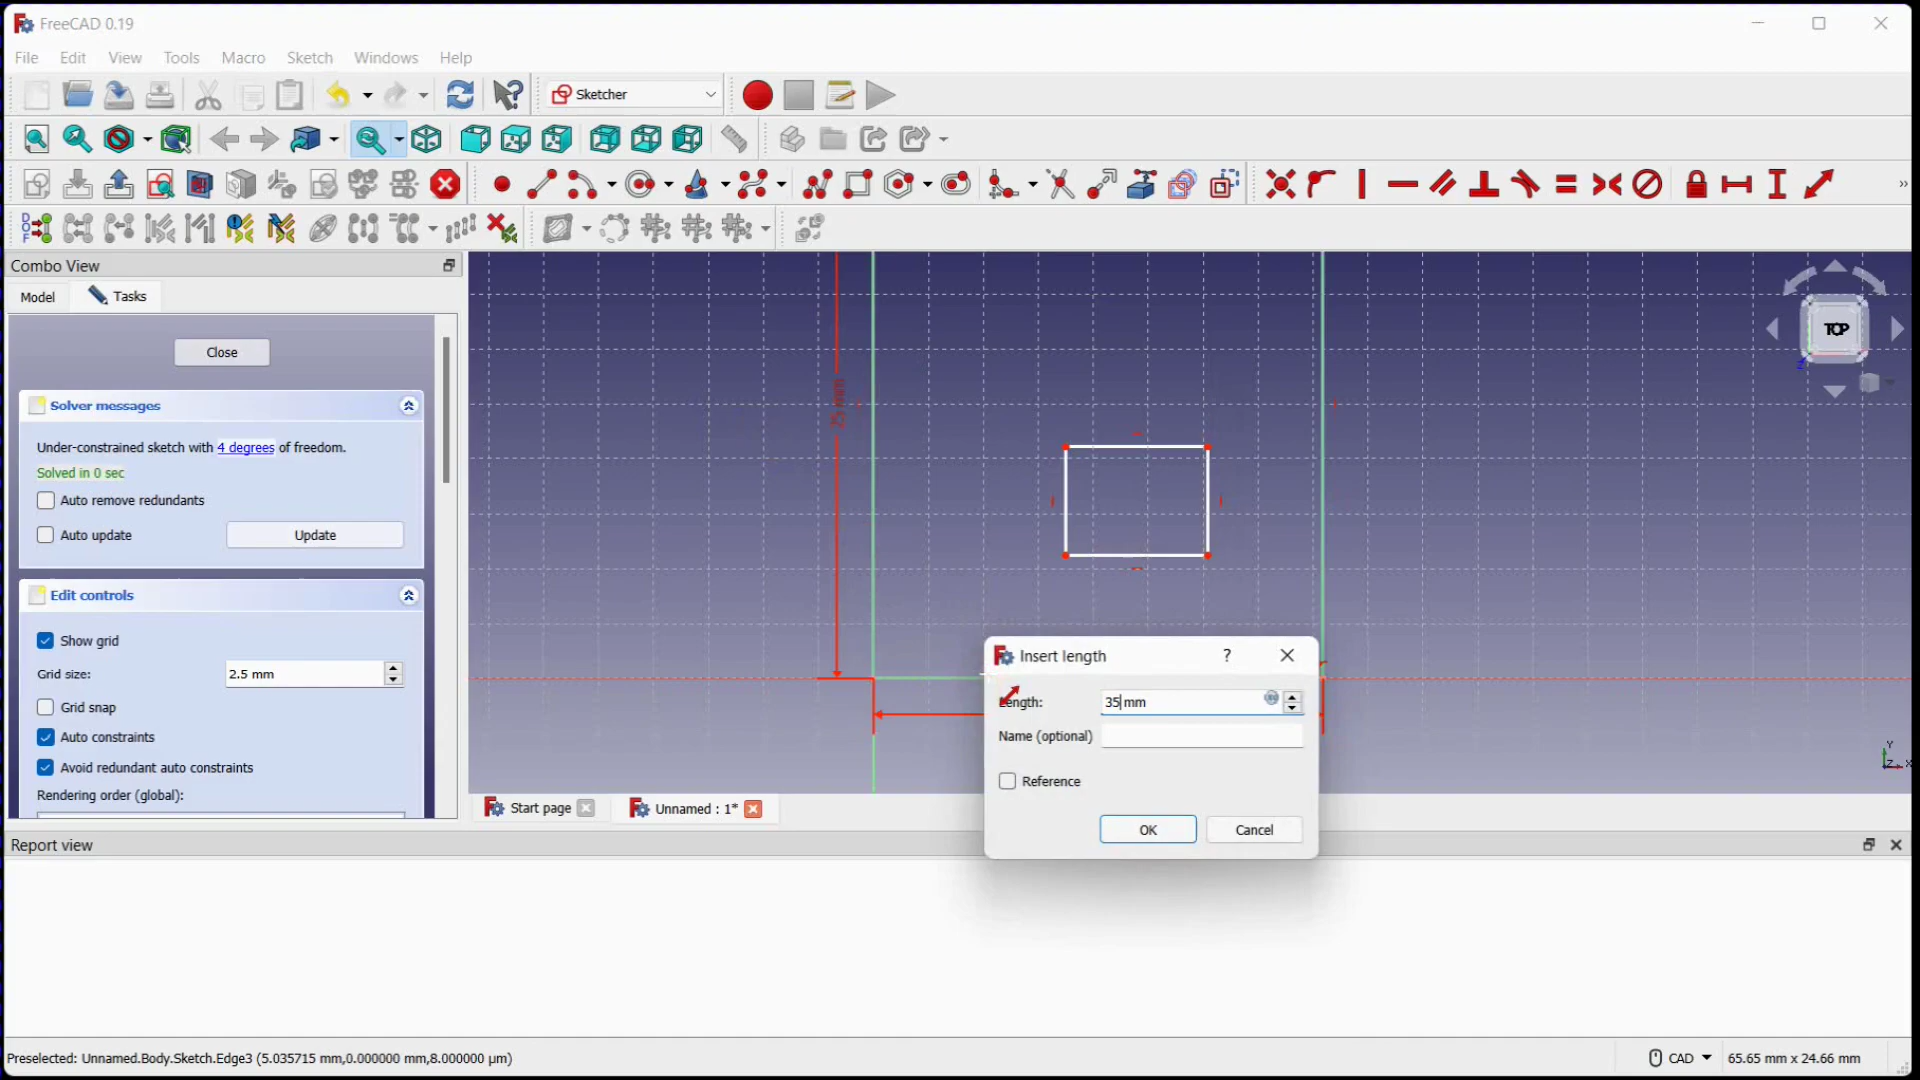 FreeCAD 0.19
File Edit View Tools Macro Sketch Windows Help
Sketcher
DOF
Combo View
Model Tasks
Close
Solver messages
Under-constrained sketch with 4 degrees of freedom.
Solved in 0 sec
Auto remove redundants
Auto update Update
Edit controls
Show grid
Grid size: 2.5 mm
Grid snap
Auto constraints
Avoid redundant auto constraints
Rendering order (global):
TOP
Z
Y
Z X
Insert length ?
Length: 35 mm
Name (optional)
Reference
OK Cancel
Start page Unnamed : 1*
Report view
Preselected: Unnamed.Body.Sketch.Edge3 (5.035715 mm,0.000000 mm,8.000000 µm)
CAD 65.65 mm x 24.66 mm